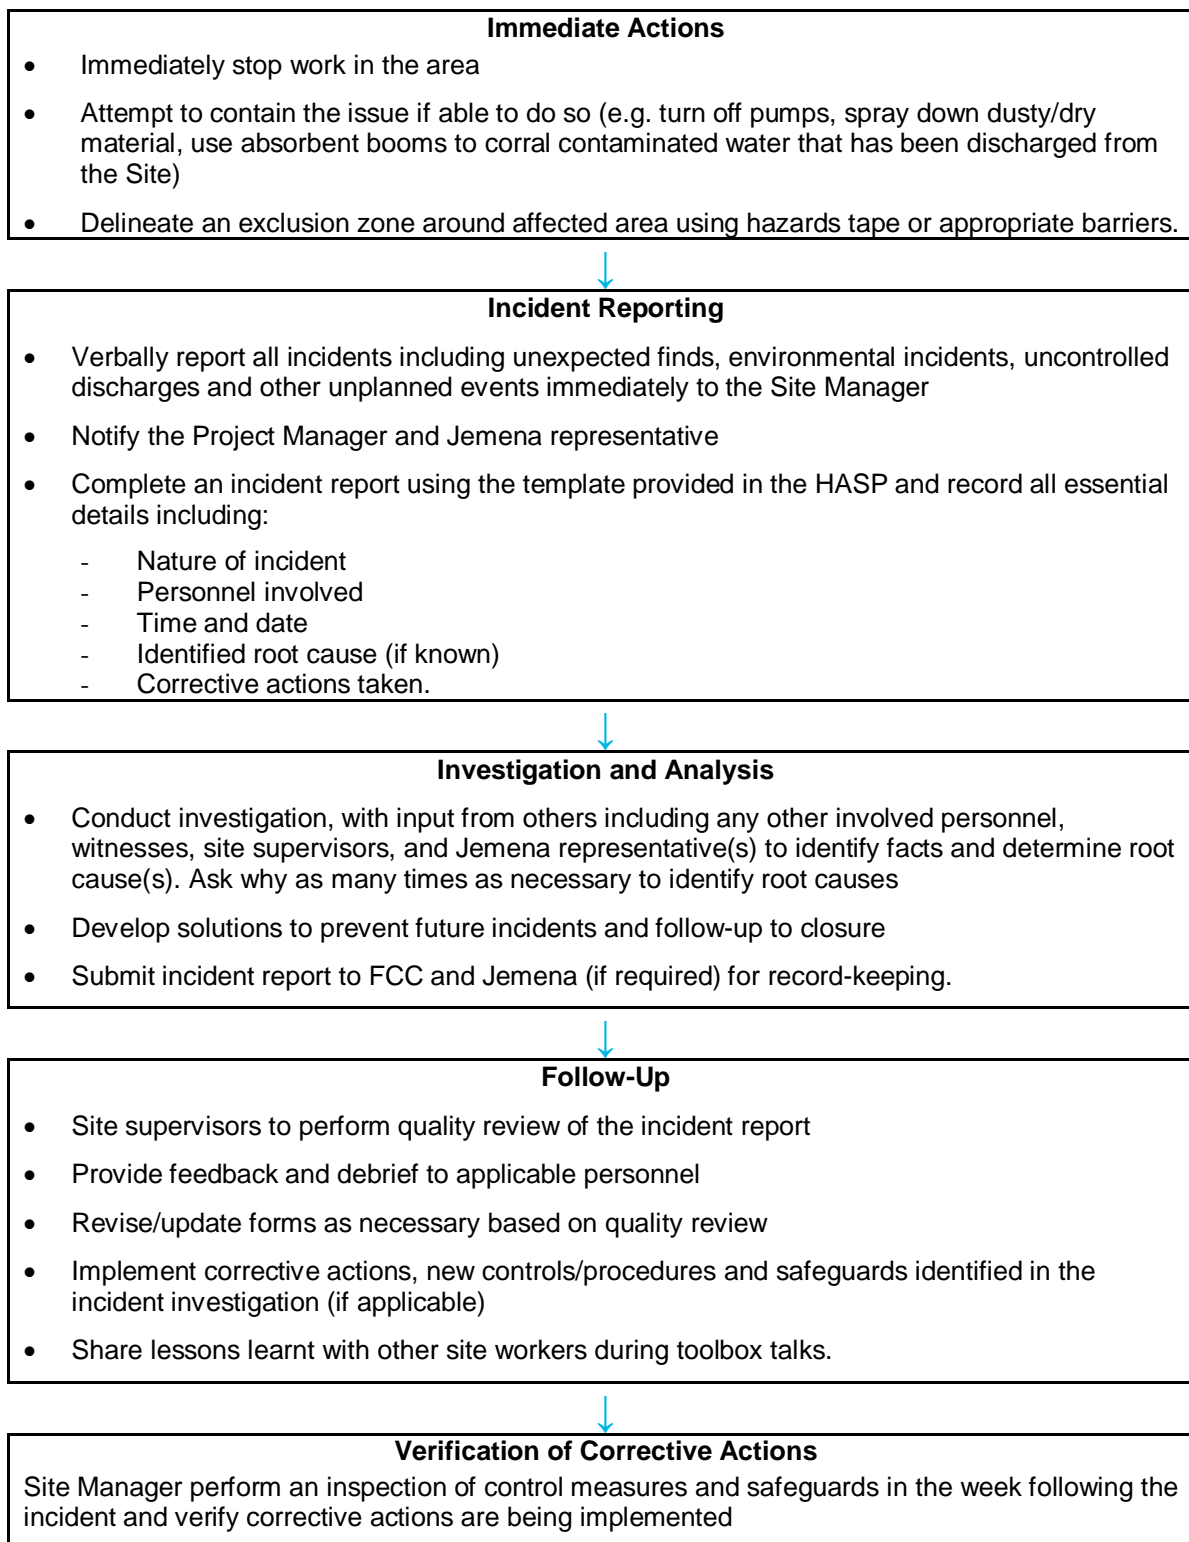 Immediate Actions
• Immediately stop work in the area
• Attempt to contain the issue if able to do so (e.g. turn off pumps, spray down dusty/dry
material, use absorbent booms to corral contaminated water that has been discharged from
the Site)
• Delineate an exclusion zone around affected area using hazards tape or appropriate barriers.
↓
Incident Reporting
• Verbally report all incidents including unexpected finds, environmental incidents, uncontrolled
discharges and other unplanned events immediately to the Site Manager
• Notify the Project Manager and Jemena representative
• Complete an incident report using the template provided in the HASP and record all essential
details including:
- Nature of incident
- Personnel involved
- Time and date
- Identified root cause (if known)
- Corrective actions taken.
↓
Investigation and Analysis
• Conduct investigation, with input from others including any other involved personnel,
witnesses, site supervisors, and Jemena representative(s) to identify facts and determine root
cause(s). Ask why as many times as necessary to identify root causes
• Develop solutions to prevent future incidents and follow-up to closure
• Submit incident report to FCC and Jemena (if required) for record-keeping.
↓
Follow-Up
• Site supervisors to perform quality review of the incident report
• Provide feedback and debrief to applicable personnel
• Revise/update forms as necessary based on quality review
• Implement corrective actions, new controls/procedures and safeguards identified in the
incident investigation (if applicable)
• Share lessons learnt with other site workers during toolbox talks.
↓
Verification of Corrective Actions
Site Manager perform an inspection of control measures and safeguards in the week following the
incident and verify corrective actions are being implemented